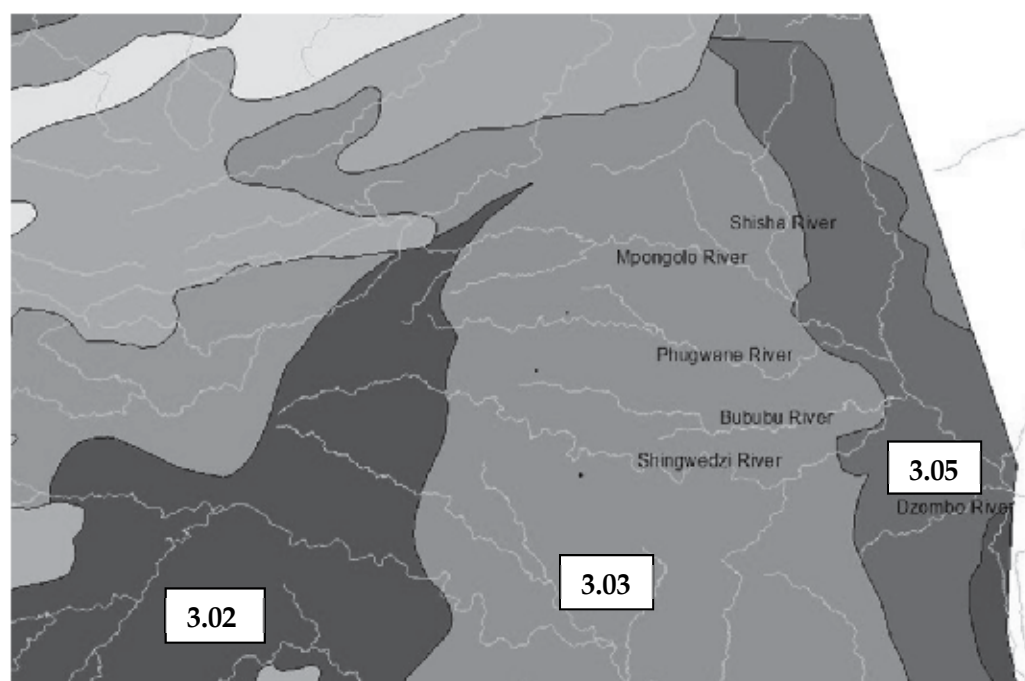 Shisha River
Mpongolo River
Phugwane River
Bububu River
Shingwedzi River
3.05
Dzombo River
3.03
3.02